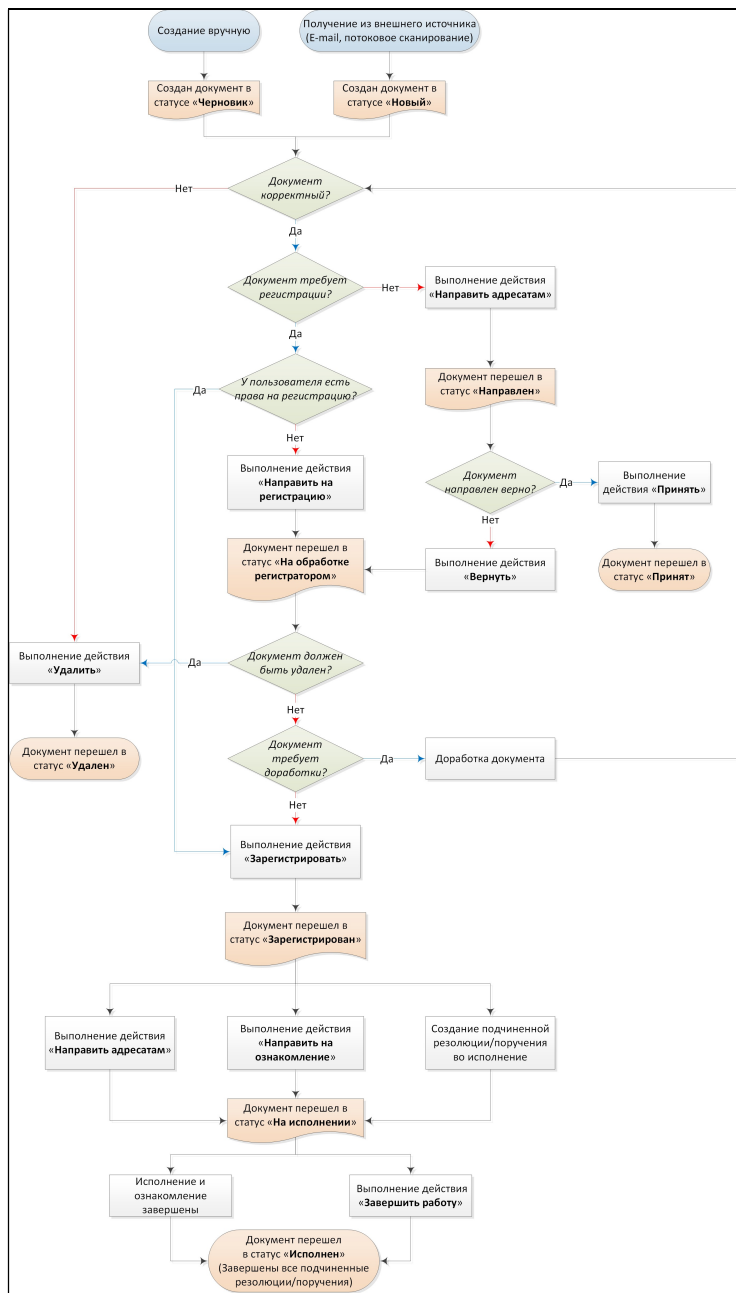 Создание вручную
Получение из внешнего источника
(E-mail, потоковое сканирование)
Создан документ в
статусе «Черновик»
Создан документ в
статусе «Новый»
Документ
корректный?
Нет
Да
Документ требует
регистрации?
Нет
Выполнение действия
«Направить адресатам»
Да
Документ перешел в
статус «Направлен»
У пользователя есть
права на регистрацию?
Да
Нет
Выполнение действия
«Направить на
регистрацию»
Документ
направлен верно?
Да
Выполнение
действия «Принять»
Нет
Документ перешел в
статус «На обработке
регистратором»
Выполнение действия
«Вернуть»
Документ перешел в
статус «Принят»
Документ должен
быть удален?
Да
Выполнение действия
«Удалить»
Нет
Документ перешел в
статус «Удален»
Документ
требует
доработки?
Да
Доработка документа
Нет
Выполнение действия
«Зарегистрировать»
Документ перешел в
статус «Зарегистрирован»
Выполнение действия
«Направить адресатам»
Выполнение действия
«Направить на
ознакомление»
Создание подчиненной
резолюции/поручения
во исполнение
Документ перешел в
статус «На исполнении»
Исполнение и
ознакомление
завершены
Выполнение действия
«Завершить работу»
Документ перешел
в статус «Исполнен»
(Завершены все подчиненные
резолюции/поручения)